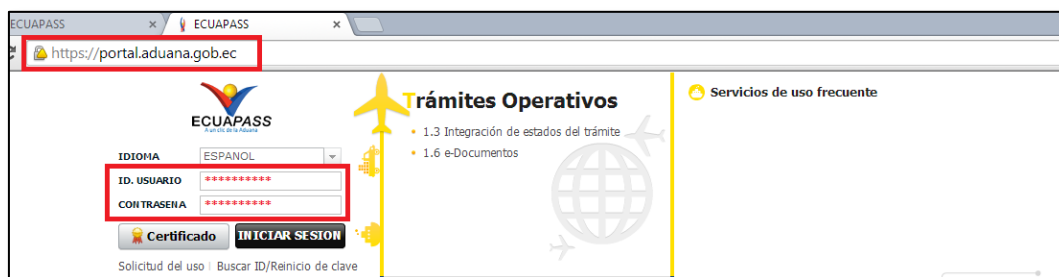 ECUAPASS
ECUAPASS
https://portal.aduana.gob.ec
ECUAPASS
A un clic de la Aduana
IDIOMA ESPANOL
ID. USUARIO **********
CONTRASENA **********
Certificado INICIAR SESION
Solicitud del uso | Buscar ID/Reinicio de clave
Trámites Operativos
• 1.3 Integración de estados del trámite
• 1.6 e-Documentos
Servicios de uso frecuente